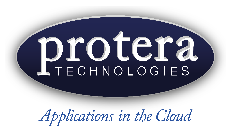 protera
TECHNOLOGIES
Applications in the Cloud